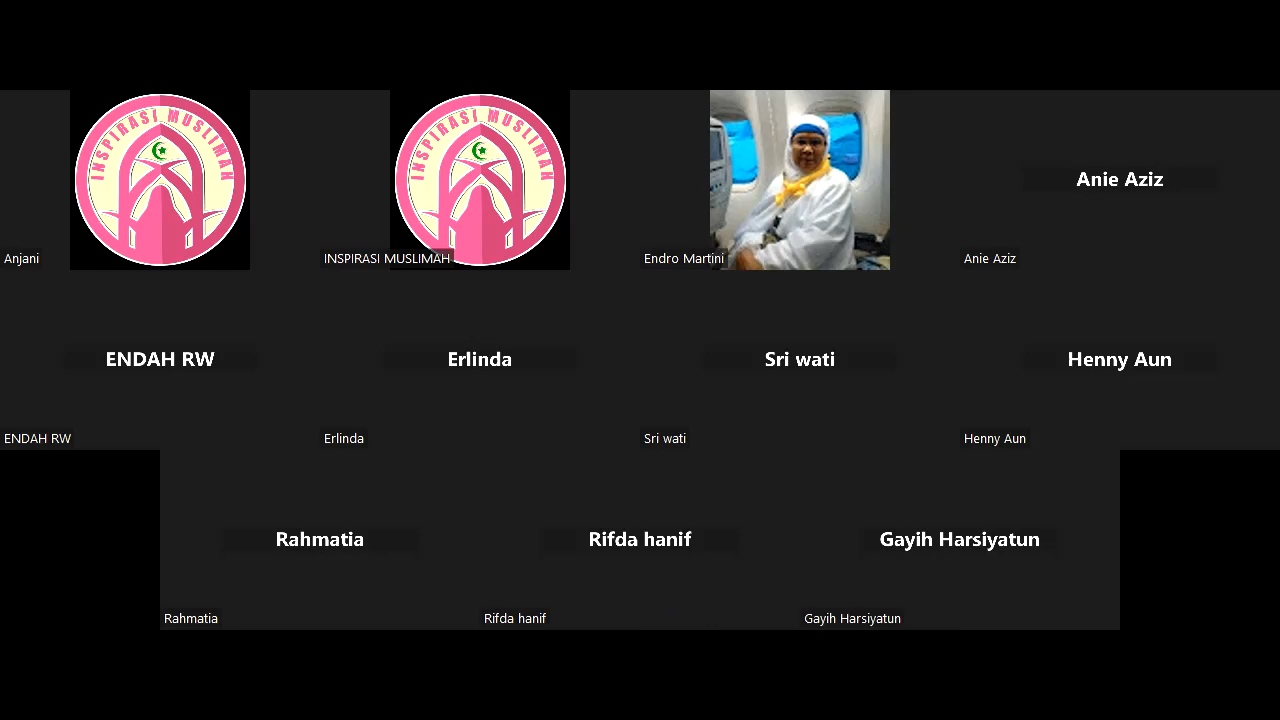 INSPIRASI MUSLIMAH
Anjani
INSPIRASI MUSLIMAH
INSPIRASI MUSLIMAH
Endro Martini
Anie Aziz
Anie Aziz
ENDAH RW
ENDAH RW
Erlinda
Erlinda
Sri wati
Sri wati
Henny Aun
Henny Aun
Rahmatia
Rahmatia
Rifda hanif
Rifda hanif
Gayih Harsiyatun
Gayih Harsiyatun